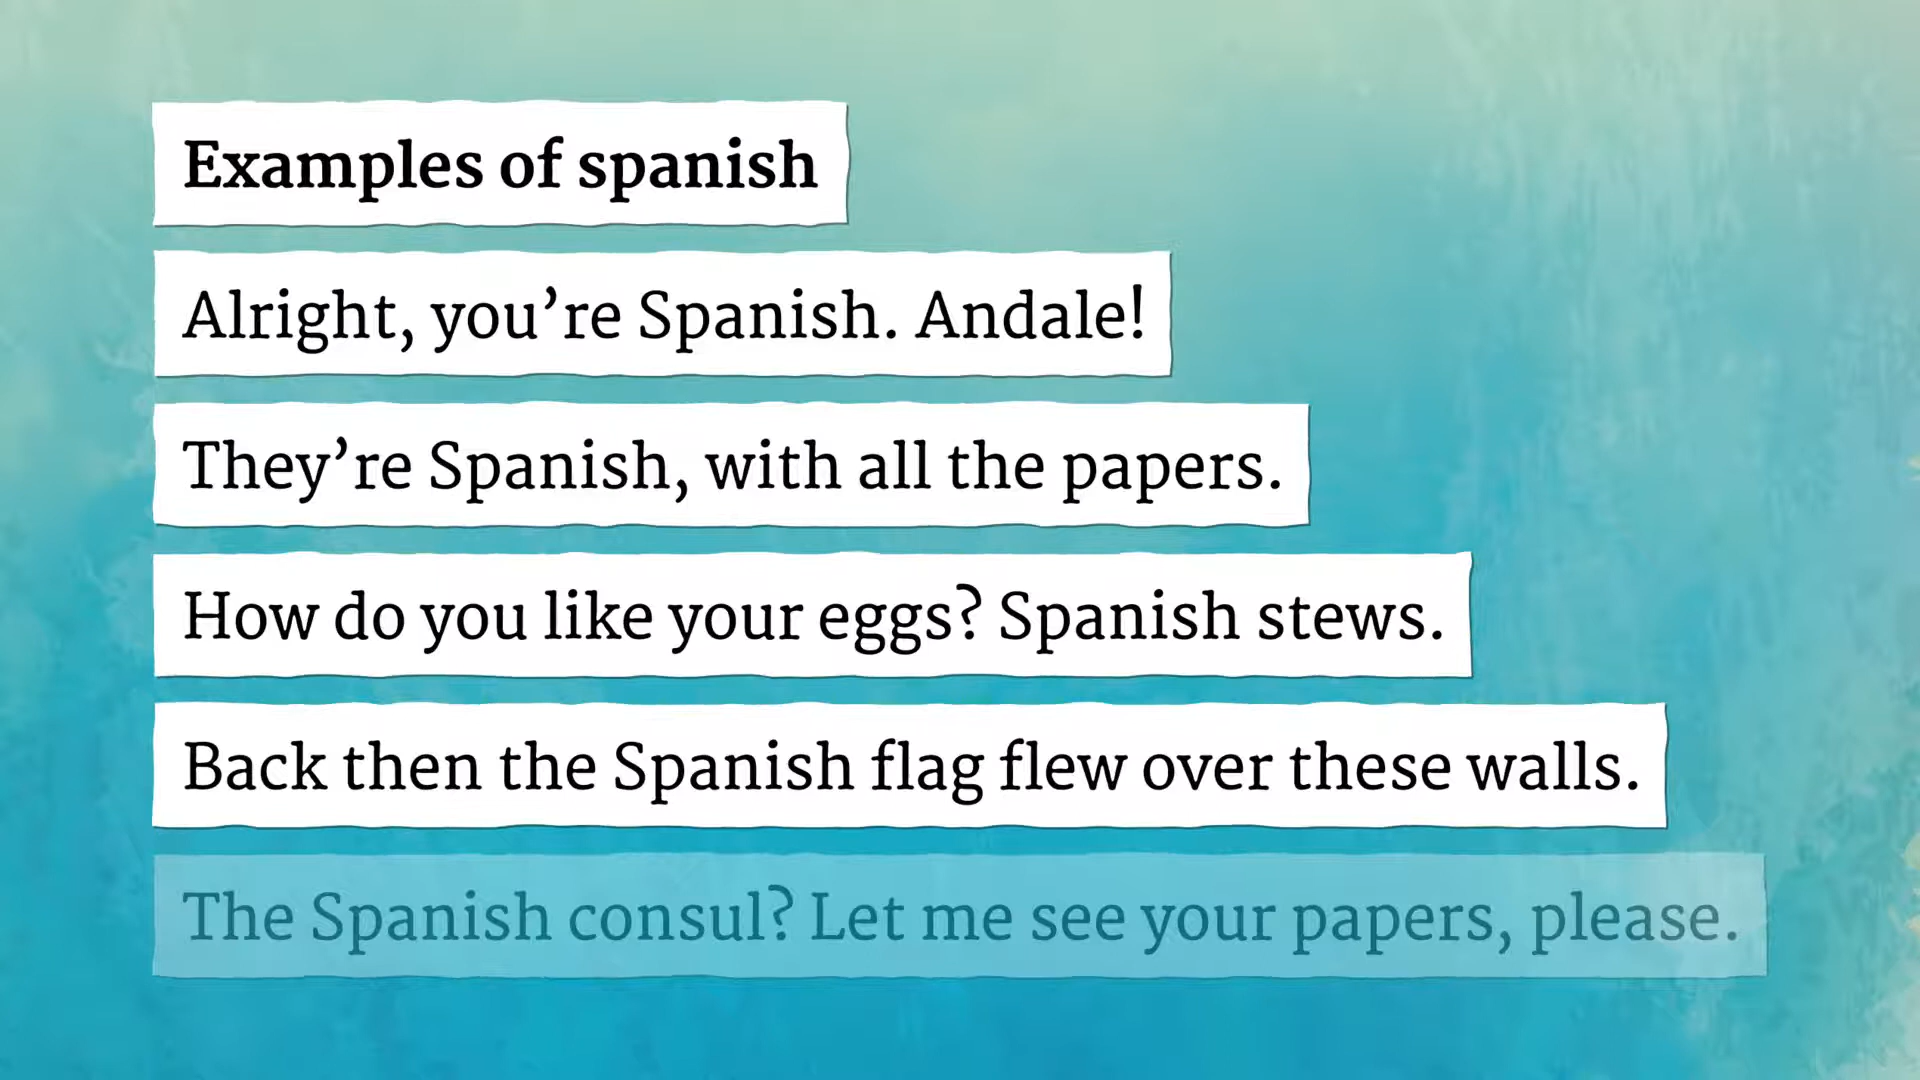 Examples of spanish
Alright, you’re Spanish. Andale!
They’re Spanish, with all the papers.
How do you like your eggs? Spanish stews.
Back then the Spanish flag flew over these walls.
The Spanish consul? Let me see your papers, please.